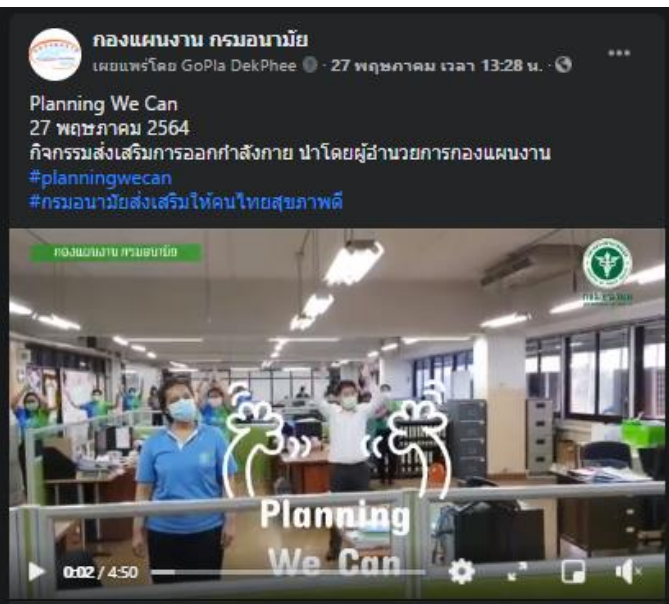 กองแผนงาน กรมอนามัย
เผยแพร่โดย GoPla DekPhee · 27 พฤษภาคม เวลา 13:28 น. ·
Planning We Can
27 พฤษภาคม 2564
กิจกรรมส่งเสริมการออกกำลังกาย นำโดยผู้อำนวยการกองแผนงาน
#planningwecan
#กรมอนามัยส่งเสริมให้คนไทยสุขภาพดี
กองแผนงาน กรมอนามัย
กรมอนามัย
Planning
We Can
0:02 / 4:50